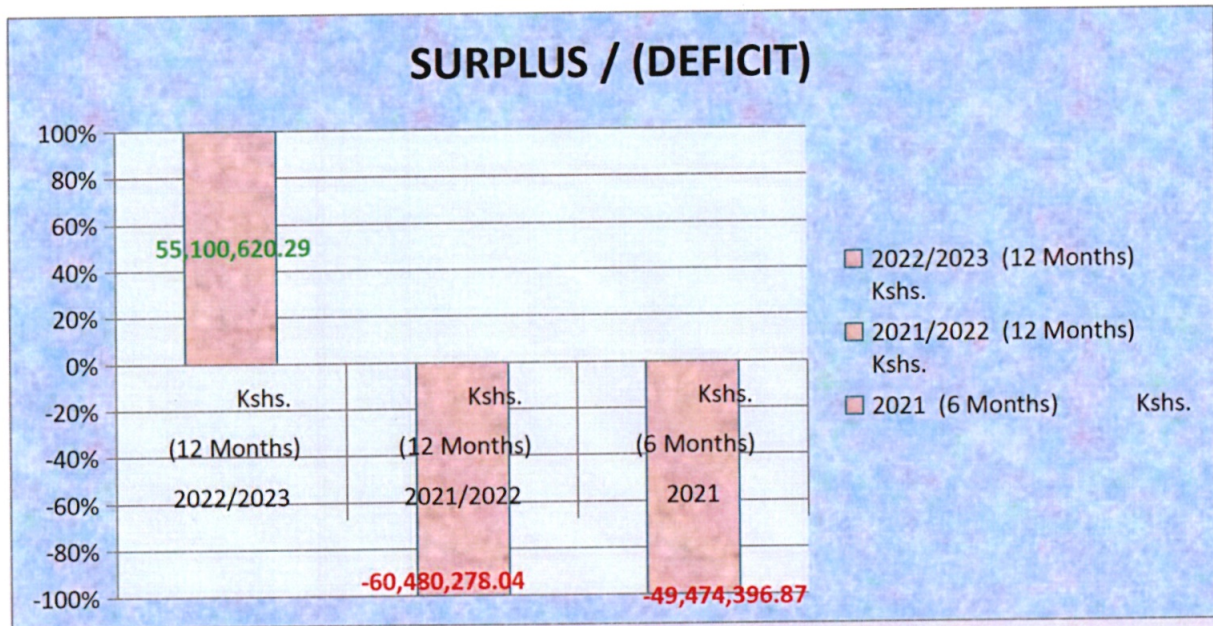 SURPLUS / (DEFICIT)
100%
80%
60%
40%
20%
0%
-20%
-40%
-60%
-80%
-100%
55,100,620.29
-60,480,278.04
-49,474,396.87
Kshs.
(12 Months)
2022/2023
Kshs.
(12 Months)
2021/2022
Kshs.
(6 Months)
2021
2022/2023 (12 Months)
Kshs.
2021/2022 (12 Months)
Kshs.
2021 (6 Months) Kshs.